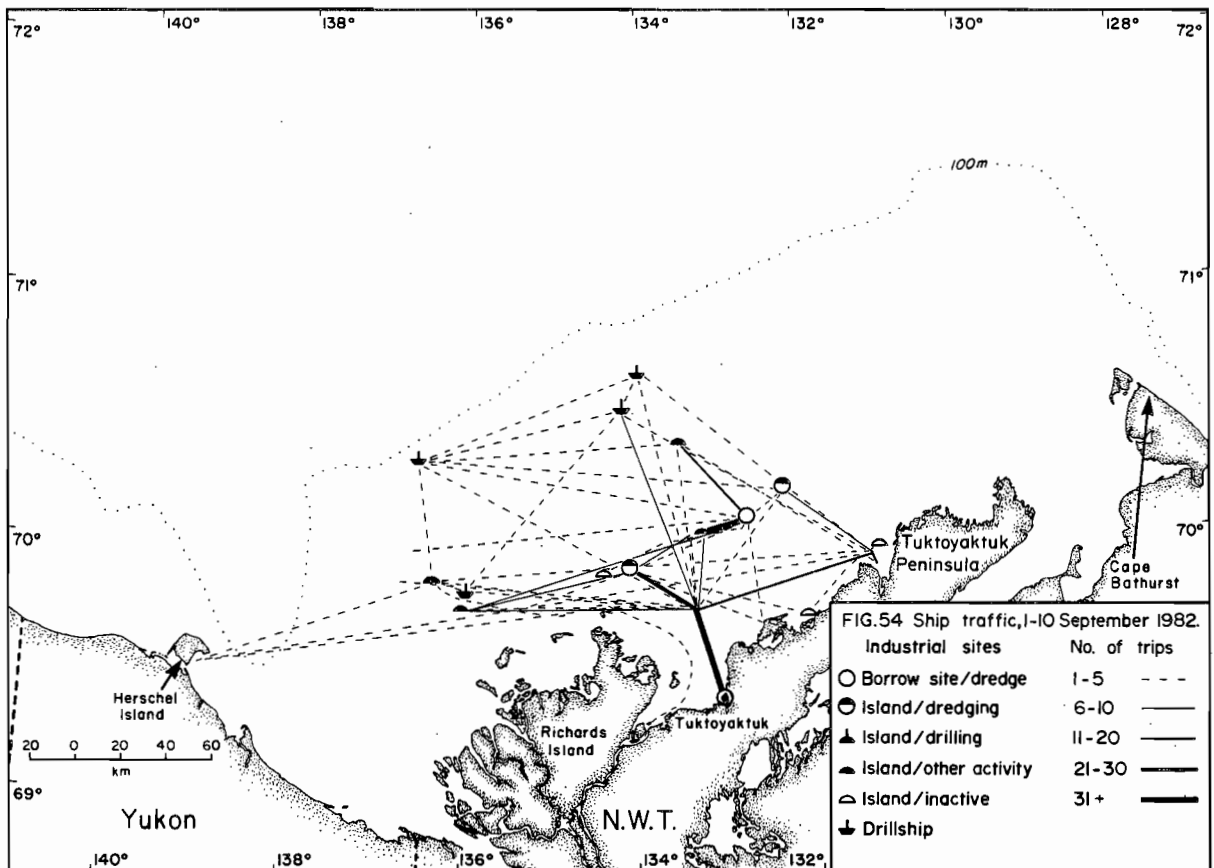 72° 140° 138° 136° 134° 132° 130° 128° 72°
100m
71° 71°
70° 70°
Tuktoyaktuk
Peninsula
Cape
Bathurst
Herschel
Island
Richards
Island
Tuktoyaktuk
20 0 20 40 60
km
69°
Yukon
N.W.T.
140° 138° 136° 134° 132°
FIG.54 Ship traffic,1-10 September 1982.
Industrial sites No. of trips
Borrow site/dredge 1-5
Island/dredging 6-10
Island/drilling 11-20
Island/other activity 21-30
Island/inactive 31+
Drillship